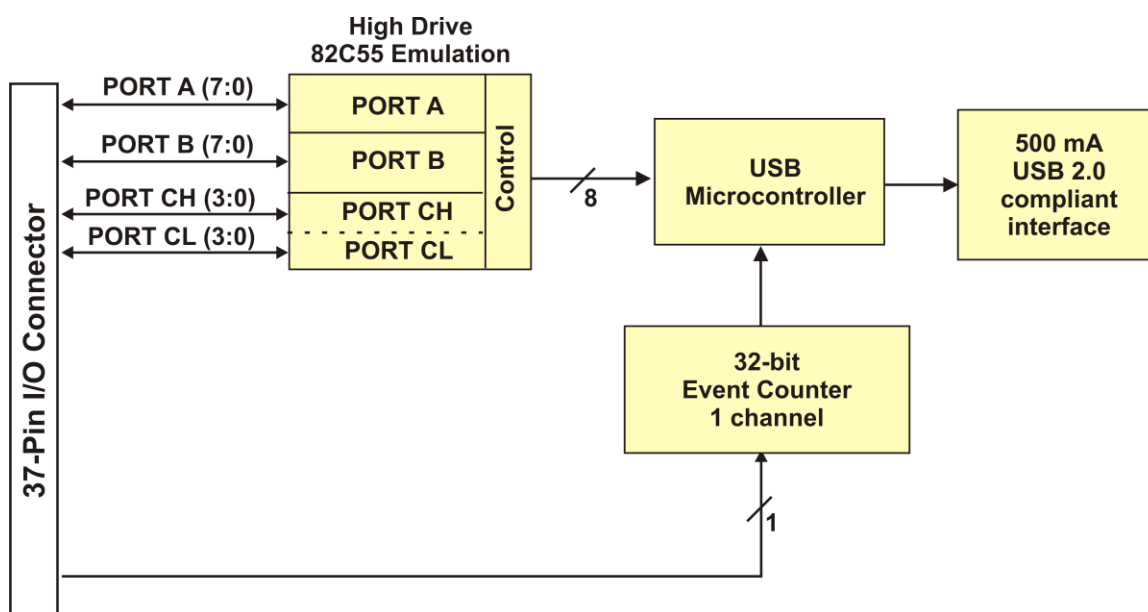 High Drive
82C55 Emulation
37-Pin I/O Connector
PORT A (7:0)
PORT B (7:0)
PORT CH (3:0)
PORT CL (3:0)
PORT A
PORT B
PORT CH
PORT CL
Control
8
USB
Microcontroller
500 mA
USB 2.0
compliant
interface
32-bit
Event Counter
1 channel
1